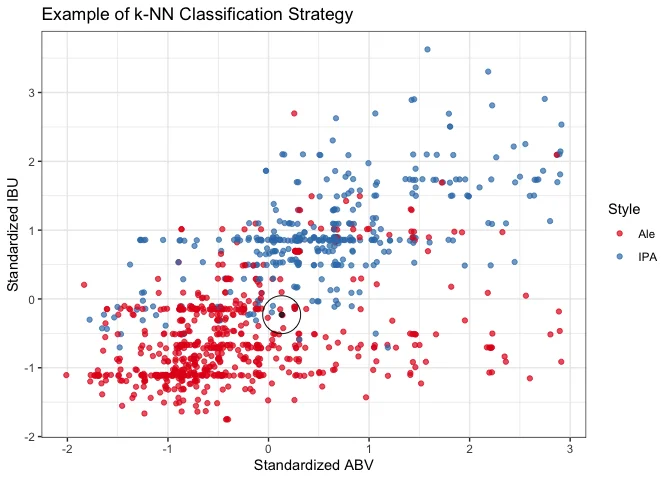 Example of k-NN Classification Strategy
Standardized IBU
3
2
1
0
-1
-2
-2
-1
0
1
2
3
Standardized ABV
Style
Ale
IPA